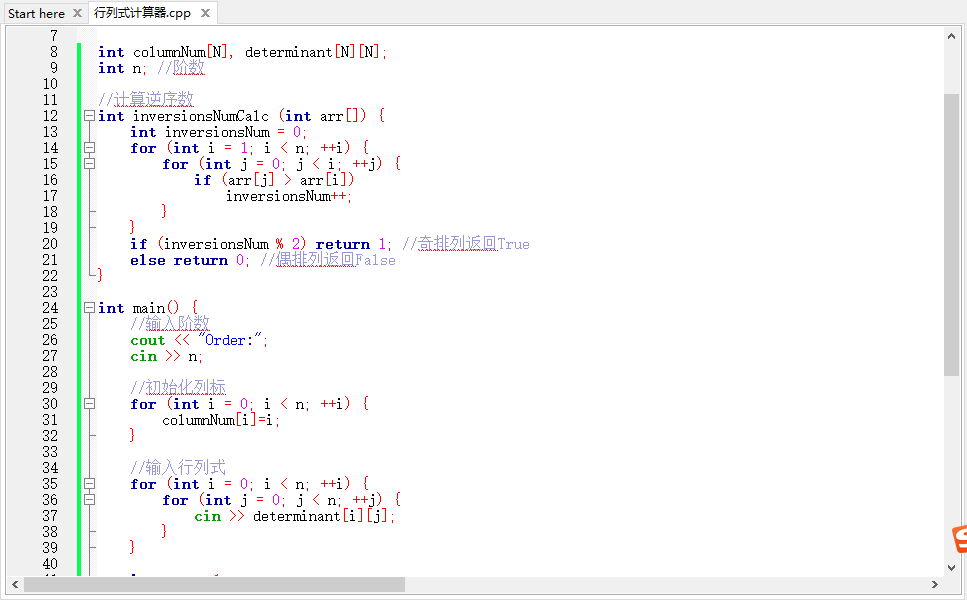 Start here 行列式计算器.cpp
7
8 int columnNum[N], determinant[N][N];
9 int n; //阶数
10
11 //计算逆序数
12 int inversionsNumCalc (int arr[]) {
13 int inversionsNum = 0;
14 for (int i = 1; i < n; ++i) {
15 for (int j = 0; j < i; ++j) {
16 if (arr[j] > arr[i])
17 inversionsNum++;
18 }
19 }
20 if (inversionsNum % 2) return 1; //奇排列返回True
21 else return 0; //偶排列返回False
22 }
23
24 int main() {
25 //输入阶数
26 cout << "Order:";
27 cin >> n;
28
29 //初始化列标
30 for (int i = 0; i < n; ++i) {
31 columnNum[i]=i;
32 }
33
34 //输入行列式
35 for (int i = 0; i < n; ++i) {
36 for (int j = 0; j < n; ++j) {
37 cin >> determinant[i][j];
38 }
39 }
40